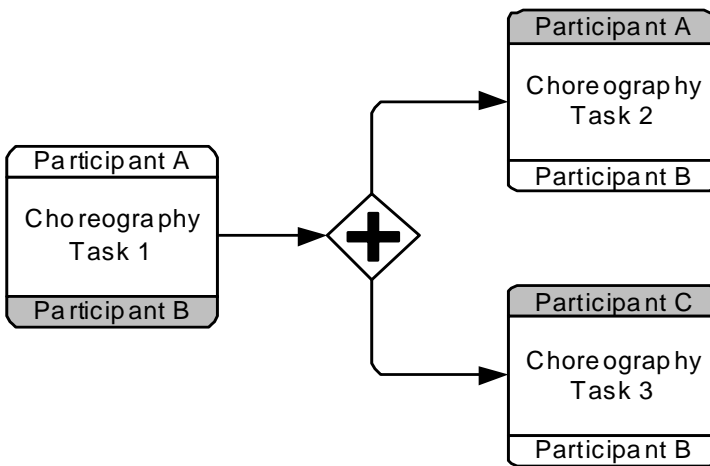 Participant A
Choreography
Task 1
Participant B
Participant A
Choreography
Task 2
Participant B
Participant C
Choreography
Task 3
Participant B